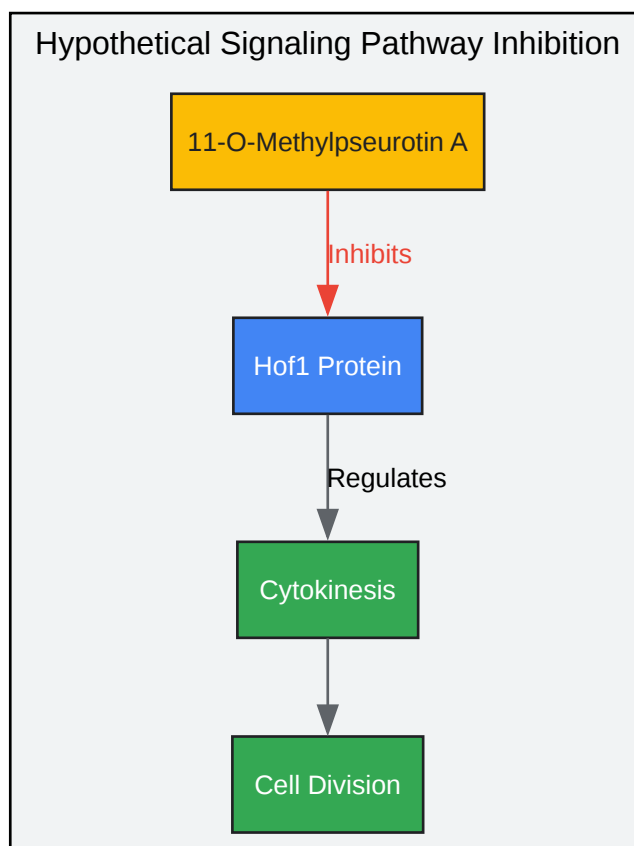 Hypothetical Signaling Pathway Inhibition
11-O-Methylpseurotin A
Inhibits
Hof1 Protein
Regulates
Cytokinesis
Cell Division